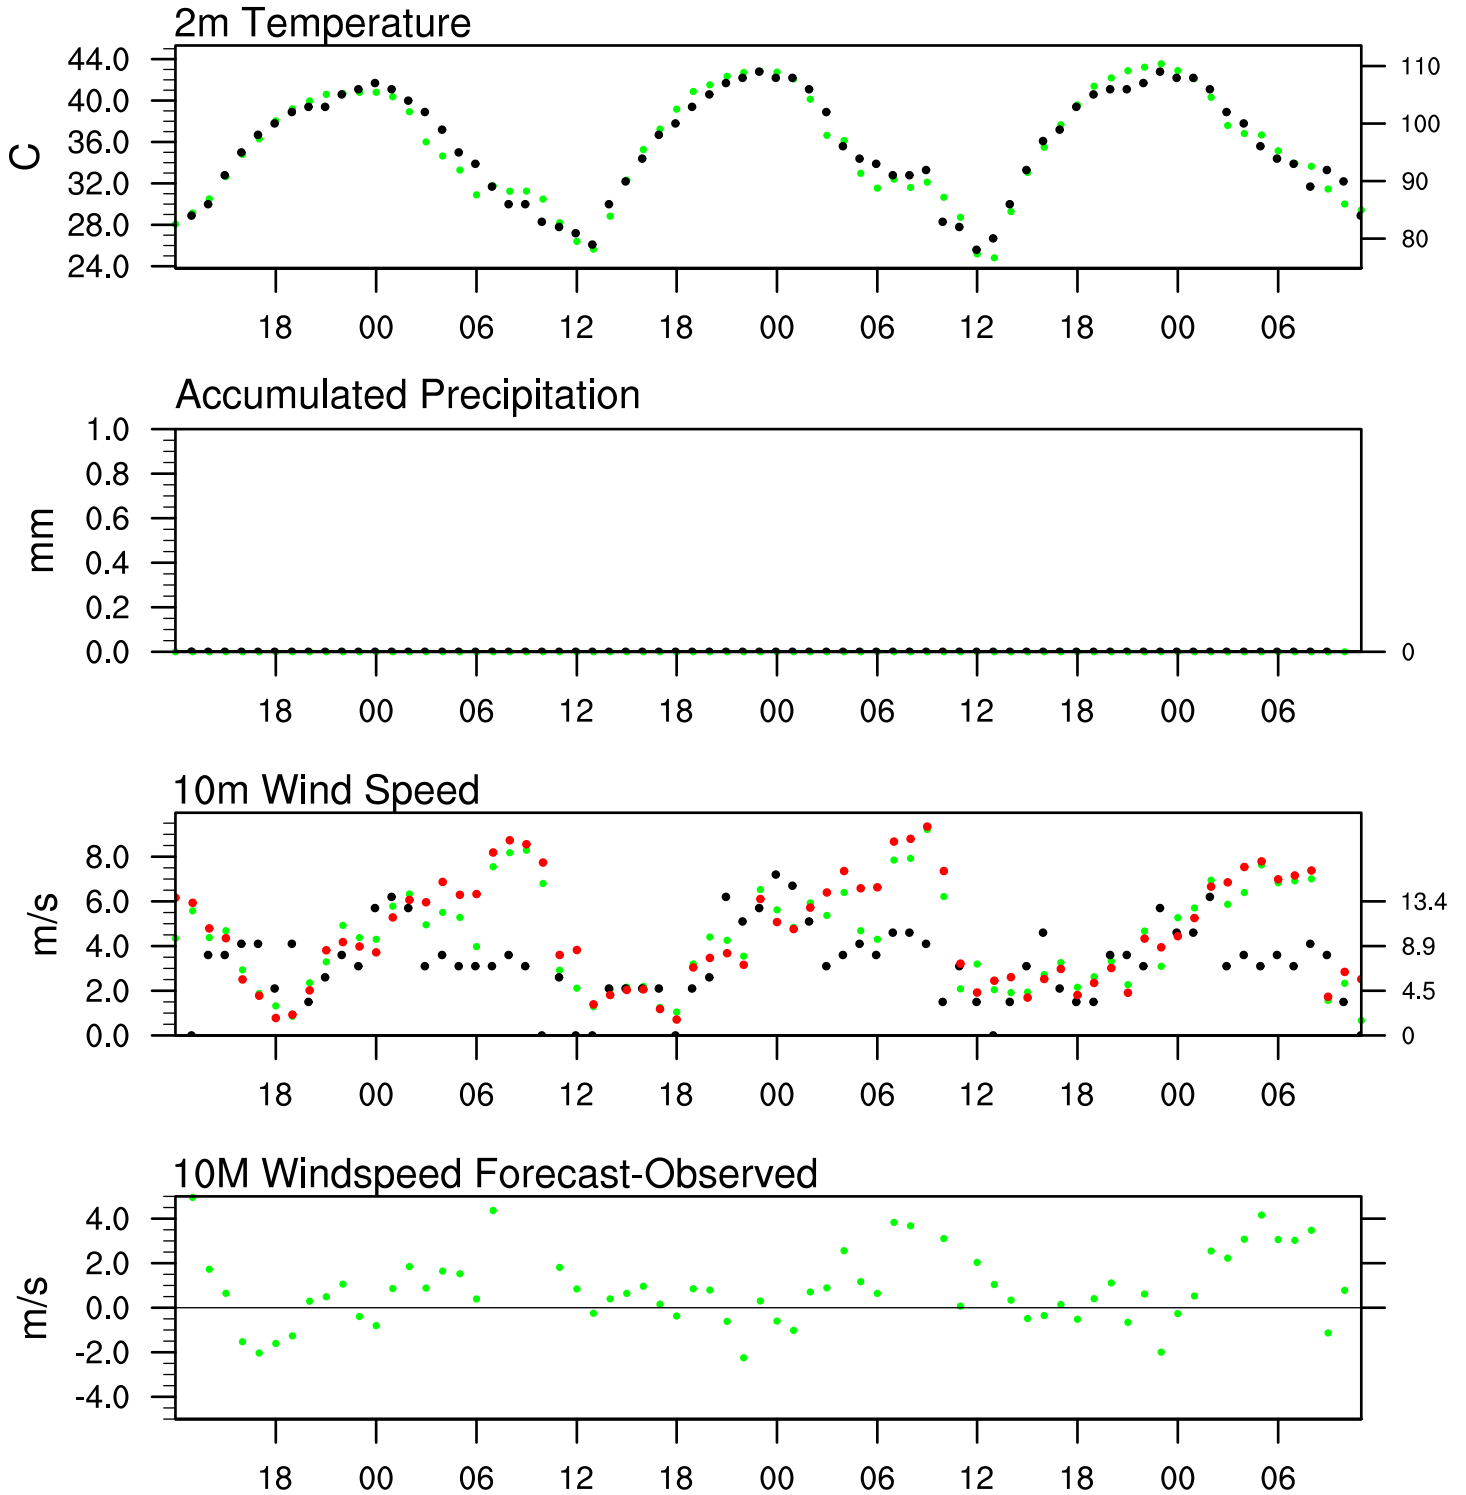 2m Temperature
44.0
40.0
36.0
32.0
28.0
24.0
C
110
100
90
80
18 00 06 12 18 00 06 12 18 00 06
Accumulated Precipitation
1.0
0.8
0.6
0.4
0.2
0.0
mm
0
18 00 06 12 18 00 06 12 18 00 06
10m Wind Speed
8.0
6.0
4.0
2.0
0.0
m/s
13.4
8.9
4.5
0
18 00 06 12 18 00 06 12 18 00 06
10M Windspeed Forecast-Observed
4.0
2.0
0.0
-2.0
-4.0
m/s
18 00 06 12 18 00 06 12 18 00 06